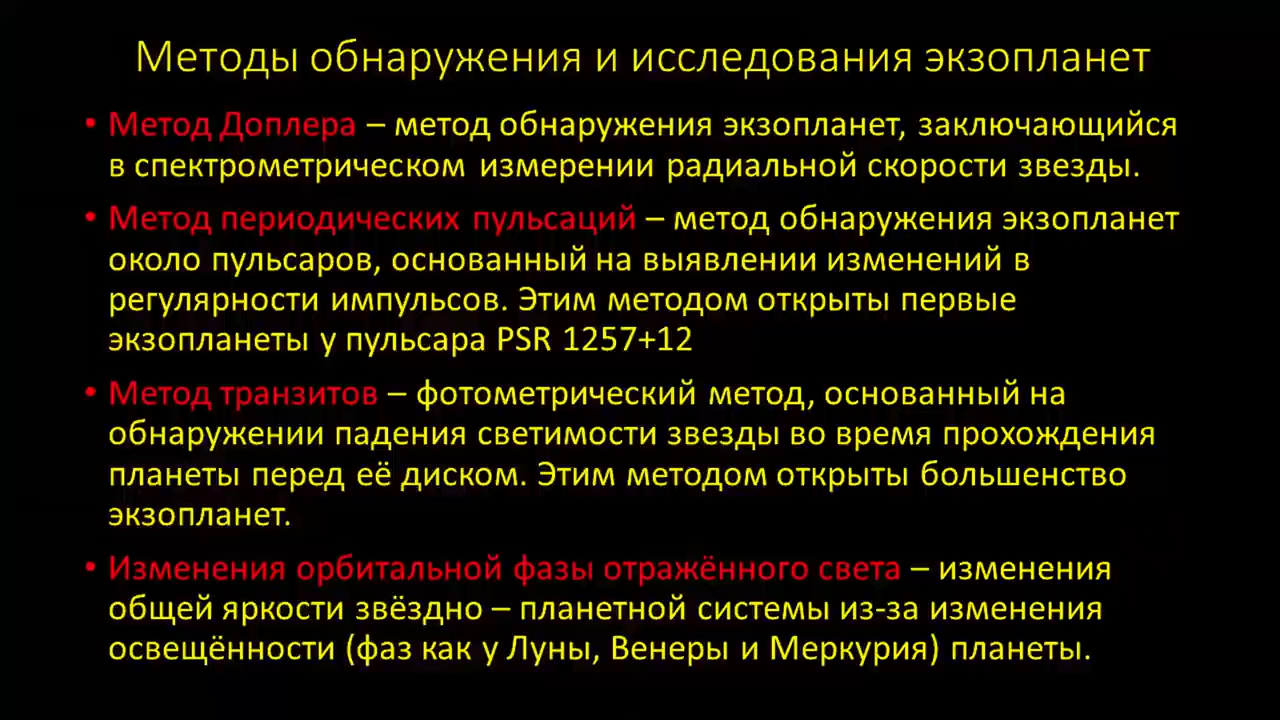 Методы обнаружения и исследования экзопланет
• Метод Доплера – метод обнаружения экзопланет, заключающийся
в спектрометрическом измерении радиальной скорости звезды.
• Метод периодических пульсаций – метод обнаружения экзопланет
около пульсаров, основанный на выявлении изменений в
регулярности импульсов. Этим методом открыты первые
экзопланеты у пульсара PSR 1257+12
• Метод транзитов – фотометрический метод, основанный на
обнаружении падения светимости звезды во время прохождения
планеты перед её диском. Этим методом открыты большенство
экзопланет.
• Изменения орбитальной фазы отражённого света – изменения
общей яркости звёздно – планетной системы из-за изменения
освещённости (фаз как у Луны, Венеры и Меркурия) планеты.